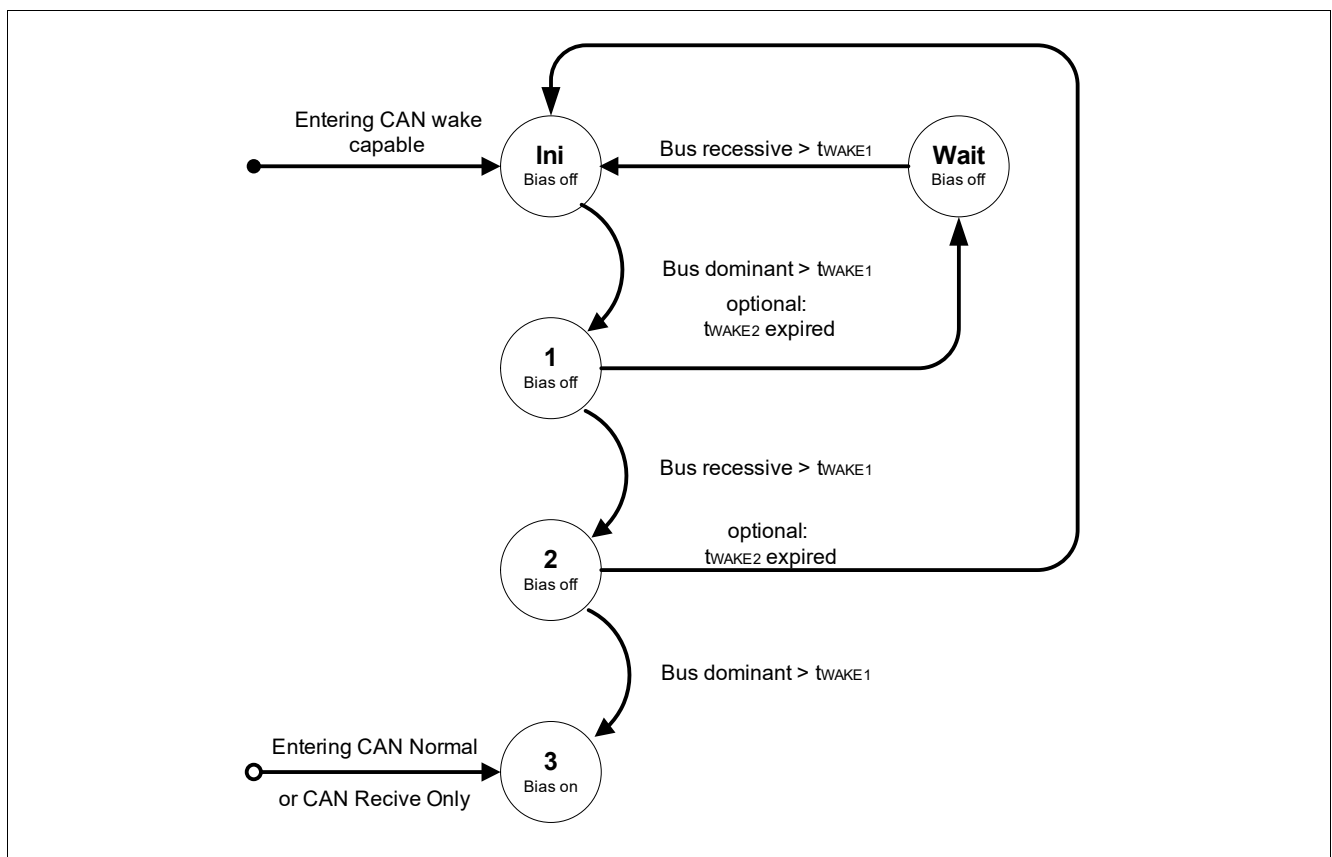 Entering CAN wake
capable
Ini
Bias off
Bus recessive > tWAKE1
Wait
Bias off
Bus dominant > tWAKE1
optional:
tWAKE2 expired
1
Bias off
Bus recessive > tWAKE1
optional:
tWAKE2 expired
2
Bias off
Bus dominant > tWAKE1
Entering CAN Normal
or CAN Recive Only
3
Bias on